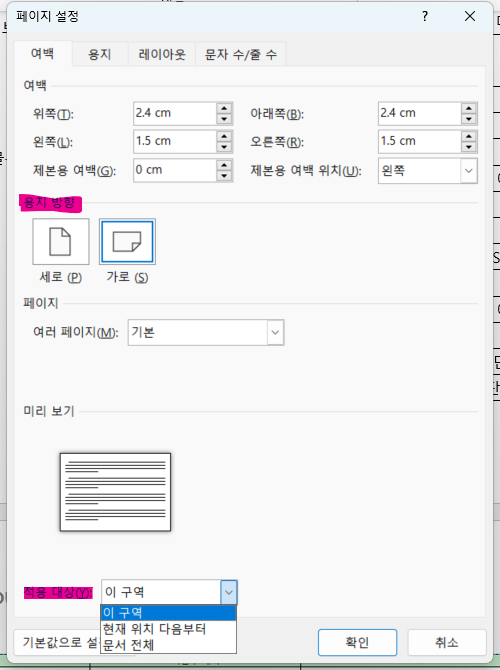 페이지 설정
? ×
여백 용지 레이아웃 문자 수/줄 수
여백
위쪽(T): 2.4 cm 아래쪽(B): 2.4 cm
왼쪽(L): 1.5 cm 오른쪽(R): 1.5 cm
제본용 여백(G): 0 cm 제본용 여백 위치(U): 왼쪽
용지 방향
세로 (P) 가로 (S)
페이지
여러 페이지(M): 기본
미리 보기
적용 대상(Y): 이 구역
이 구역
현재 위치 다음부터
문서 전체
기본값으로 설
확인 취소